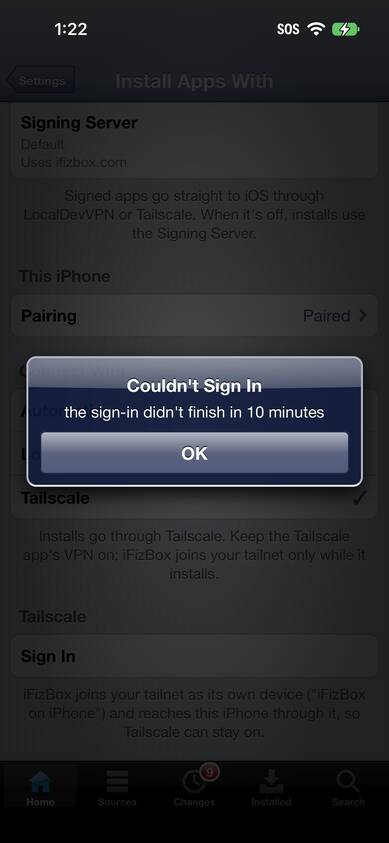 1:22
SOS
Settings
Install Apps With
Signing Server
Default
Uses ifizbox.com
Signed apps go straight to iOS through
LocalDevVPN or Tailscale. When it's off, installs use
the Signing Server.
This iPhone
Pairing
Paired
Couldn't Sign In
the sign-in didn't finish in 10 minutes
OK
Tailscale
Installs go through Tailscale. Keep the Tailscale
app's VPN on; iFizBox joins your tailnet only while it
installs.
Tailscale
Sign In
iFizBox joins your tailnet as its own device ("iFizBox
on iPhone") and reaches this iPhone through it, so
Tailscale can stay on.
9
Home
Sources
Changes
Installed
Search